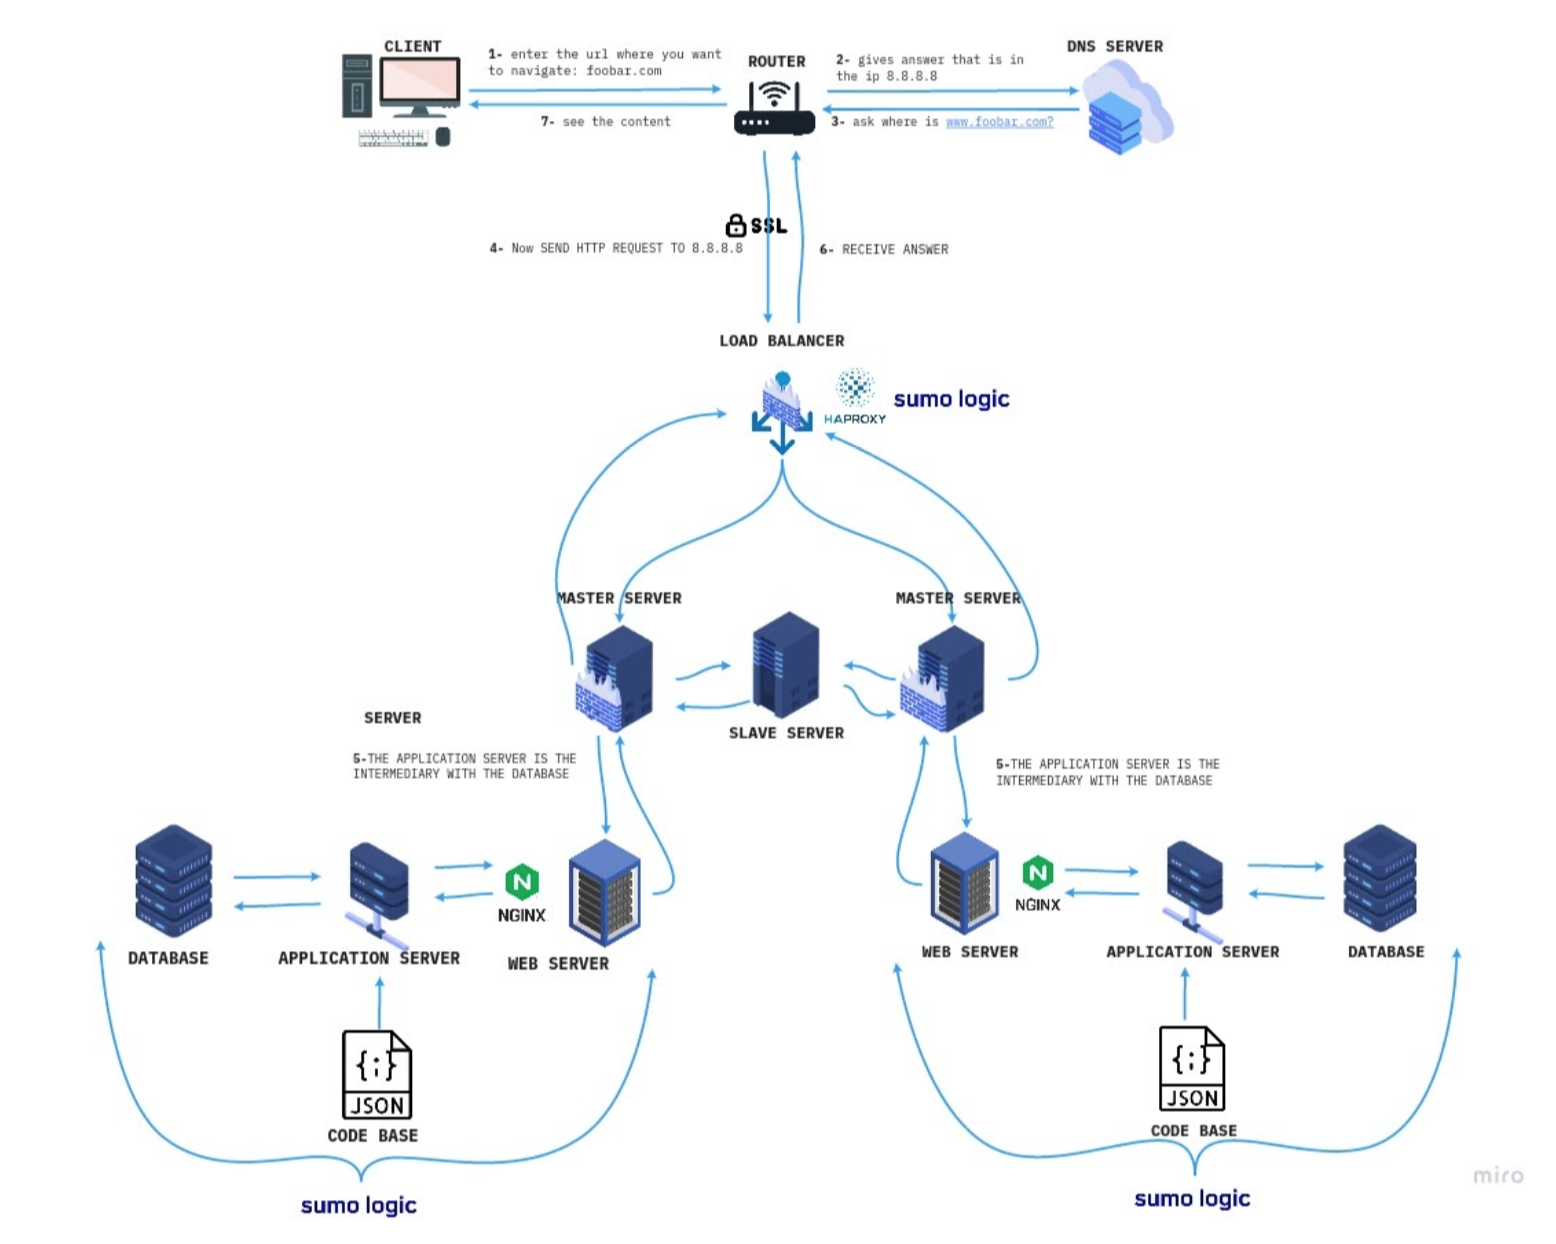 CLIENT
1- enter the url where you want
to navigate: foobar.com
7- see the content
ROUTER
2- gives answer that is in
the ip 8.8.8.8
3- ask where is www.foobar.com?
DNS SERVER
SSL
4- Now SEND HTTP REQUEST TO 8.8.8.8
6- RECEIVE ANSWER
LOAD BALANCER
HAPROXY
sumo logic
MASTER SERVER
MASTER SERVER
SLAVE SERVER
SERVER
5-THE APPLICATION SERVER IS THE
INTERMEDIARY WITH THE DATABASE
5-THE APPLICATION SERVER IS THE
INTERMEDIARY WITH THE DATABASE
DATABASE
APPLICATION SERVER
N
NGINX
WEB SERVER
WEB SERVER
N
NGINX
APPLICATION SERVER
DATABASE
{;}
JSON
CODE BASE
{;}
JSON
CODE BASE
sumo logic
sumo logic
miro